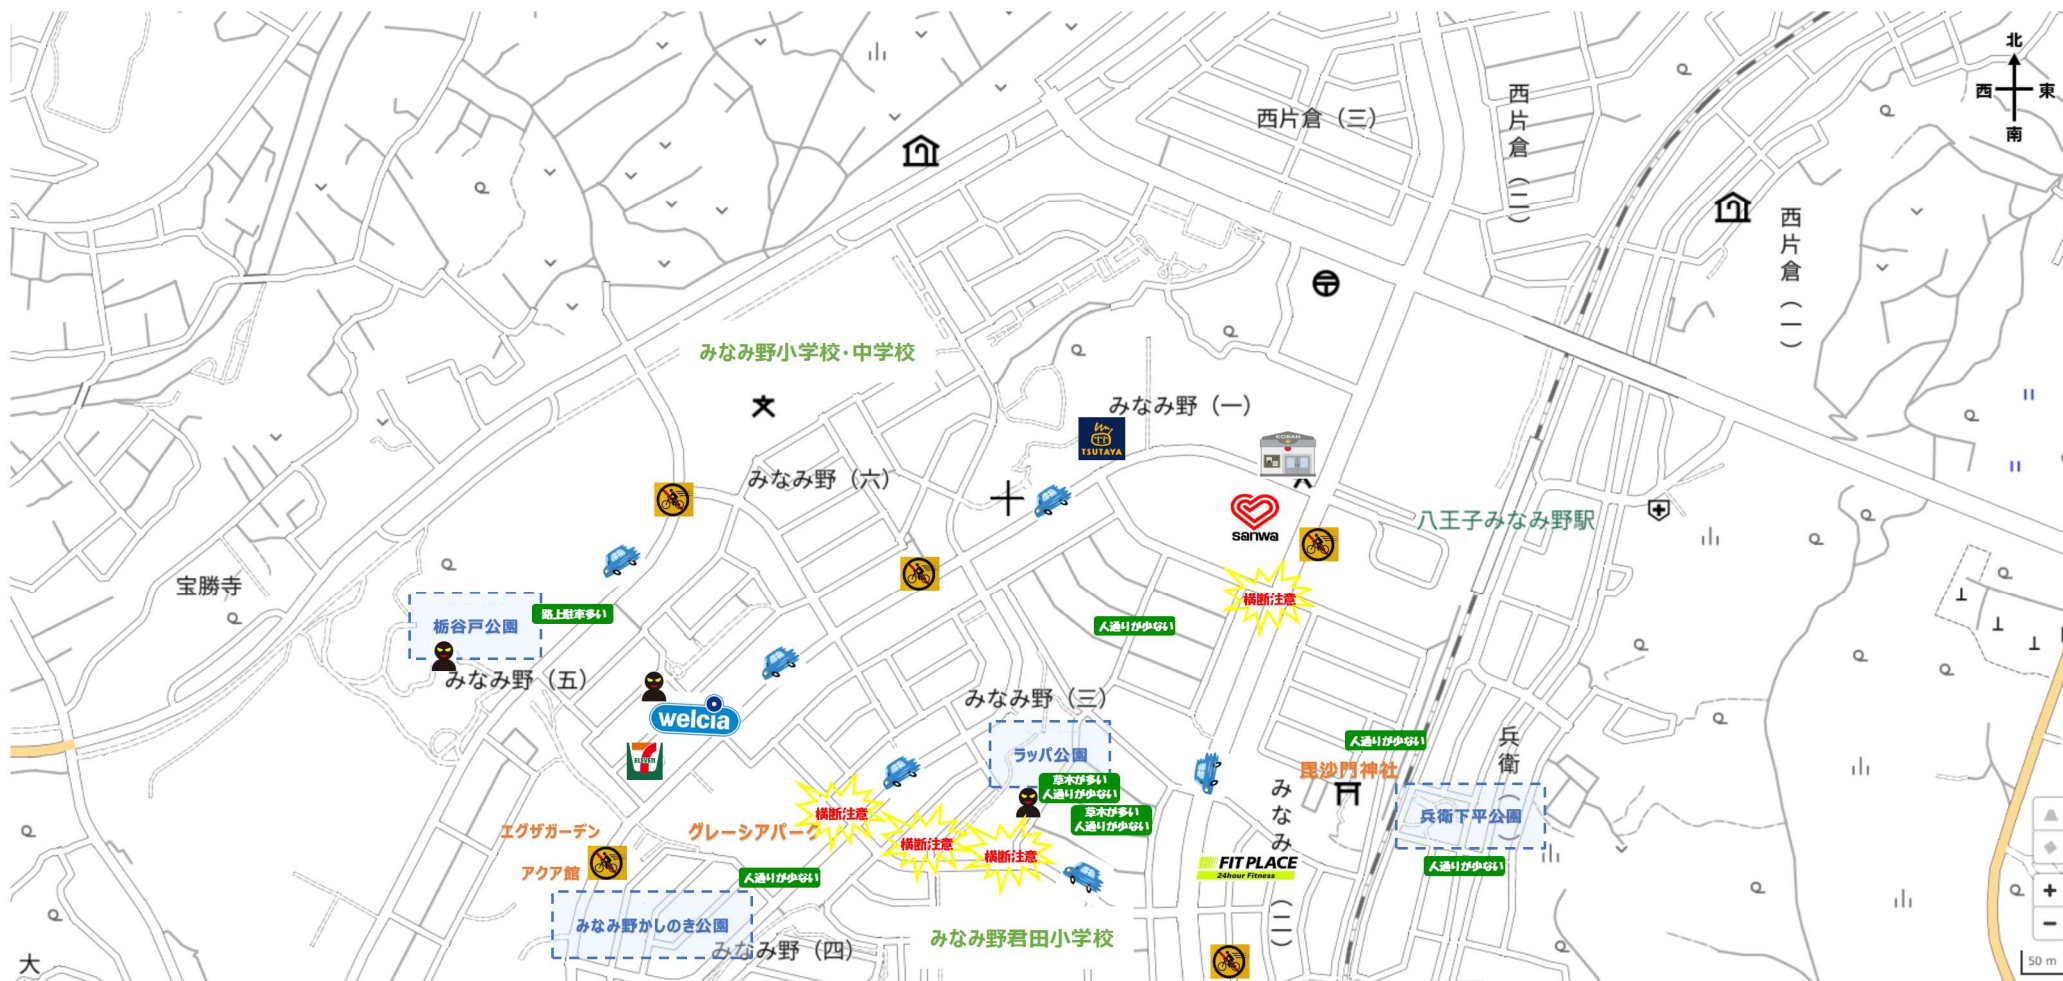 北
西 東
南
西片倉（三）
西片倉（二）
西片倉（一）
みなみ野小学校・中学校
みなみ野（一）
TSUTAYA
KOBAN
みなみ野（六）
sanwa
八王子みなみ野駅
宝勝寺
栃谷戸公園
路上駐車多い
横断注意
人通りが少ない
みなみ野（五）
welcia
みなみ野（三）
ELEVEN
ラッパ公園
人通りが少ない
兵衛（一）
毘沙門神社
草木が多い
人通りが少ない
草木が多い
人通りが少ない
みなみ（二）
兵衛下平公園
エグザガーデン
アクア館
グレーシアパーク
横断注意
横断注意
横断注意
FIT PLACE
24hour Fitness
人通りが少ない
人通りが少ない
みなみ野かしのき公園
みなみ野（四）
みなみ野君田小学校
大
+
−
50 m